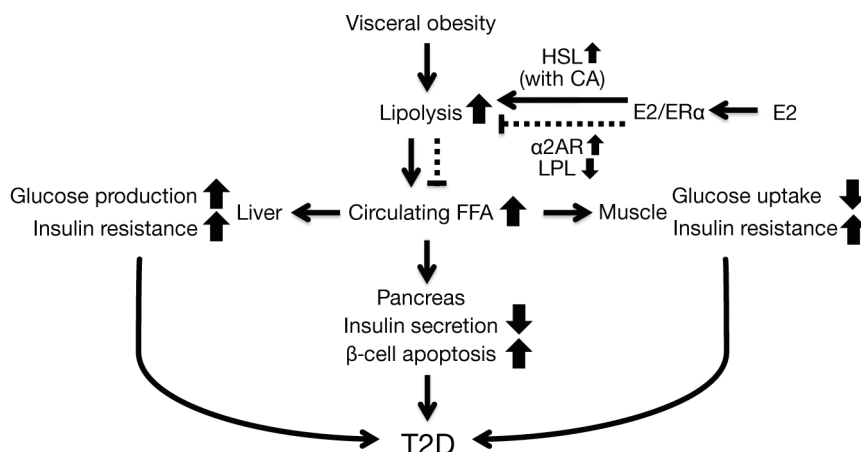 Visceral obesity
HSL
(with CA)
Lipolysis
E2/ERα
E2
α2AR
LPL
Glucose production
Insulin resistance
Liver
Circulating FFA
Muscle
Glucose uptake
Insulin resistance
Pancreas
Insulin secretion
β-cell apoptosis
T2D